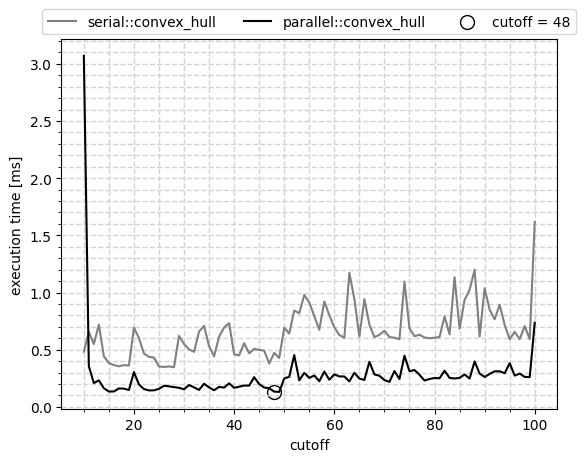 serial::convex_hull parallel::convex_hull cutoff = 48
3.0
2.5
2.0
1.5
1.0
0.5
0.0
execution time [ms]
20 40 60 80 100
cutoff